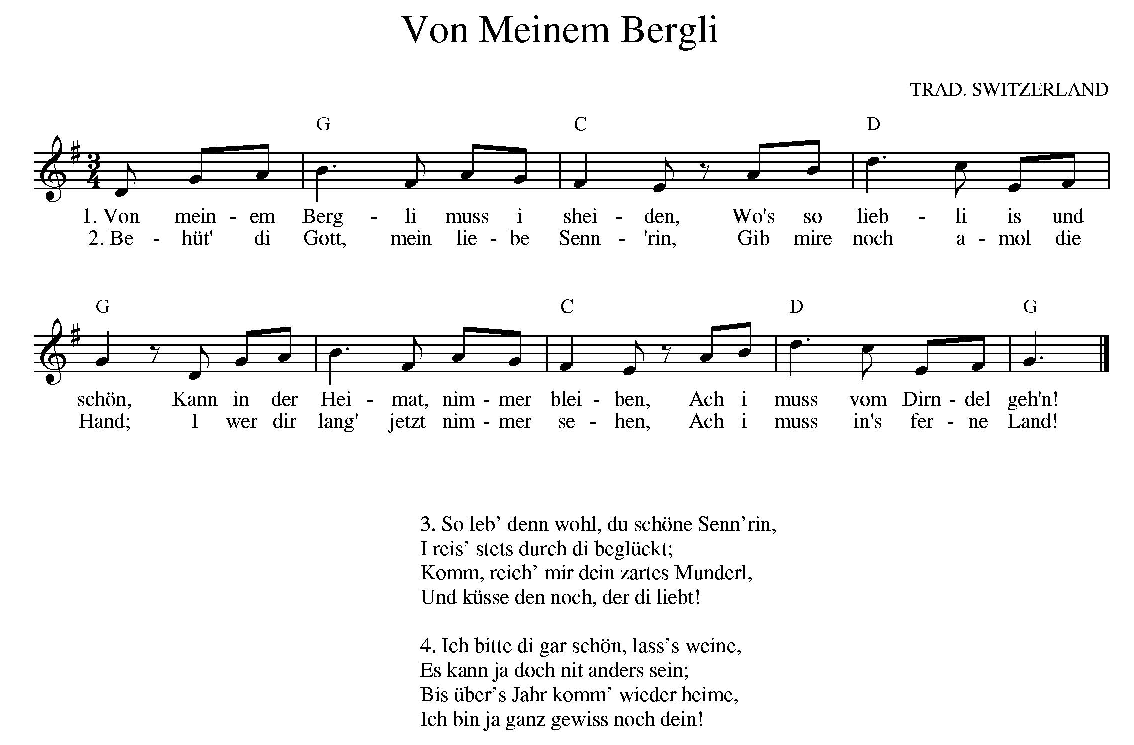 Von Meinem Bergli
TRAD. SWITZERLAND
G C D
3
4
1. Von mein - em Berg - li muss i shei - den, Wo's so lieb - li is und
2. Be - hüt' di Gott, mein lie - be Senn - 'rin, Gib mire noch a - mol die
G C D G
schön, Kann in der Hei - mat, nim - mer blei - ben, Ach i muss vom Dirn - del geh'n!
Hand; I wer dir lang' jetzt nim - mer se - hen, Ach i muss in's fer - ne Land!
3. So leb' denn wohl, du schöne Senn'rin,
I reis' stets durch di beglückt;
Komm, reich' mir dein zartes Munderl,
Und küsse den noch, der di liebt!
4. Ich bitte di gar schön, lass's weine,
Es kann ja doch nit anders sein;
Bis über's Jahr komm' wieder heime,
Ich bin ja ganz gewiss noch dein!